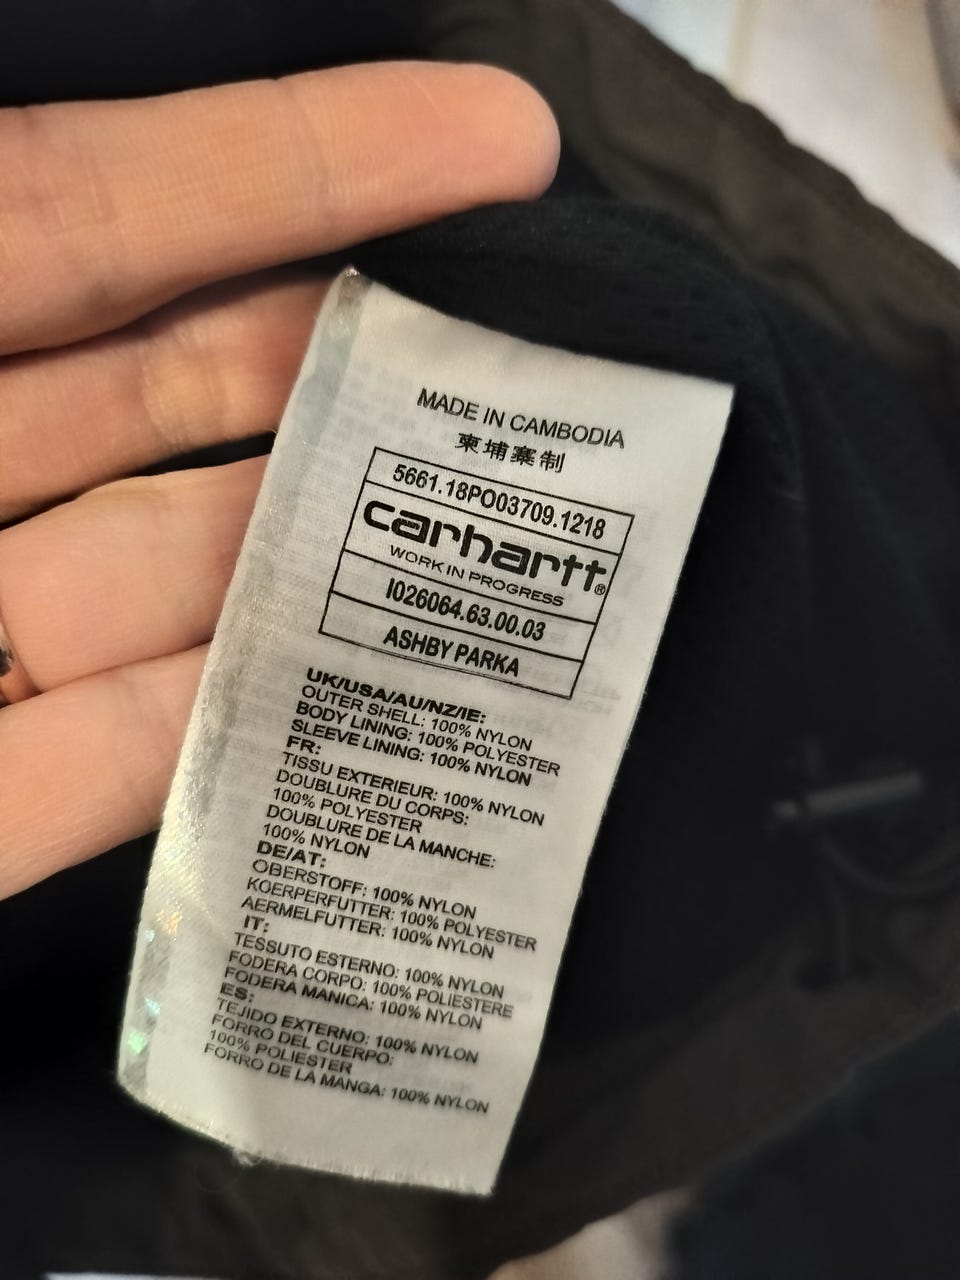 MADE IN CAMBODIA
柬埔寨制
5661.18PO03709.1218
carhartt®
WORK IN PROGRESS
I026064.63.00.03
ASHBY PARKA
UK/USA/AU/NZ/IE:
OUTER SHELL: 100% NYLON
BODY LINING: 100% POLYESTER
SLEEVE LINING: 100% NYLON
FR:
TISSU EXTERIEUR: 100% NYLON
DOUBLURE DU CORPS:
100% POLYESTER
DOUBLURE DE LA MANCHE:
100% NYLON
DE/AT:
OBERSTOFF: 100% NYLON
KOERPERFUTTER: 100% POLYESTER
AERMELFUTTER: 100% NYLON
IT:
TESSUTO ESTERNO: 100% NYLON
FODERA CORPO: 100% POLIESTERE
FODERA MANICA: 100% NYLON
ES:
TEJIDO EXTERNO: 100% NYLON
FORRO DEL CUERPO:
100% POLIESTER
FORRO DE LA MANGA: 100% NYLON